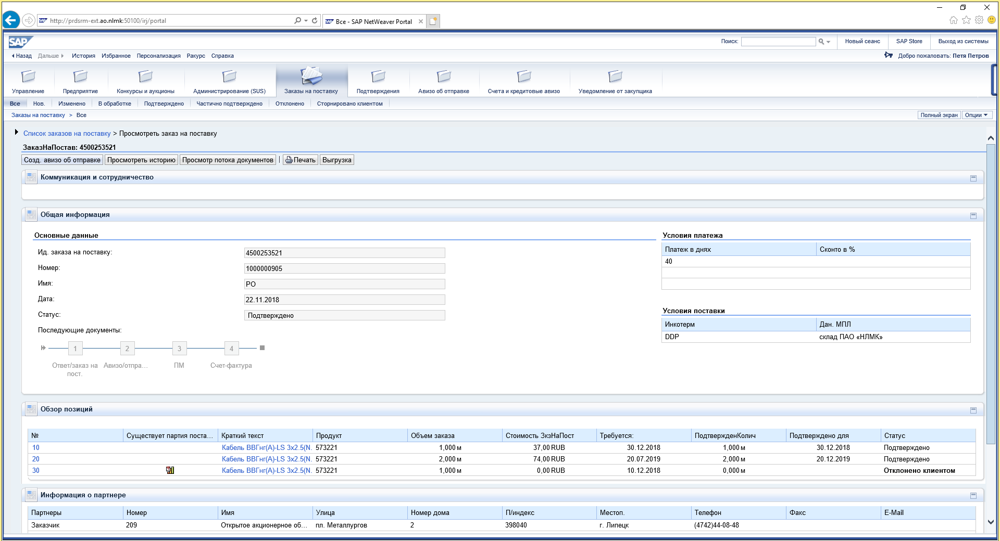 http://prdsrm-ext.ao.nlmk:50100/irj/portal
Все - SAP NetWeaver Portal
SAP
Поиск:
Новый сеанс
SAP Store
Выход из системы
Назад Дальше История Избранное Персонализация Ракурс Справка
Добро пожаловать: Петя Петров
Управление
Предприятие
Конкурсы и аукционы
Администрирование (SUS)
Заказы на поставку
Подтверждения
Авизо об отправке
Счета и кредитовые авизо
Уведомление от закупщика
Все Нов. Изменено В обработке Подтверждено Частично подтверждено Отклонено Сторнировано клиентом
Заказы на поставку > Все
Полный экран Опции
Список заказов на поставку > Просмотреть заказ на поставку
ЗаказНаПостав: 4500253521
Созд. авизо об отправке Просмотреть историю Просмотр потока документов Печать Выгрузка
Коммуникация и сотрудничество
Общая информация
Основные данные
Ид. заказа на поставку: 4500253521
Номер: 1000000905
Имя: PO
Дата: 22.11.2018
Статус: Подтверждено
Последующие документы:
1 2 3 4
Ответ/заказ на пост. Авизо/отпра... ПМ Счет-фактура
Условия платежа
Платеж в днях Сконто в %
40
Условия поставки
Инкотерм Дан. МПЛ
DDP склад ПАО «НЛМК»
Обзор позиций
№ Существует партия поста... Краткий текст Продукт Объем заказа Стоимость ЗкзНаПост Требуется: ПодтвержденКолич Подтверждено для Статус
10 Кабель ВВГнг(А)-LS 3x2.5(N. 573221 1,000 м 37,00 RUB 30.12.2018 1,000 м 30.12.2018 Подтверждено
20 Кабель ВВГнг(А)-LS 3x2.5(N. 573221 2,000 м 74,00 RUB 20.07.2019 2,000 м 20.12.2019 Подтверждено
30 Кабель ВВГнг(А)-LS 3x2.5(N. 573221 1,000 м 0,00 RUB 10.12.2018 0,000 м Отклонено клиентом
Информация о партнере
Партнеры Номер Имя Улица Номер дома П/индекс Местоп. Телефон Факс E-Mail
Заказчик 209 Открытое акционерное об... пл. Металлургов 2 398040 г. Липецк (4742)44-08-48